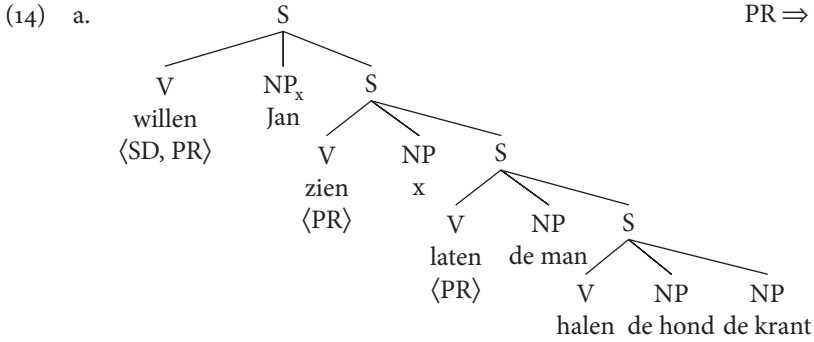 (14) a. S PR ⇒
V NPx S
willen Jan V NP S
⟨SD, PR⟩ zien x V NP S
⟨PR⟩ laten de man V NP NP
⟨PR⟩ halen de hond de krant